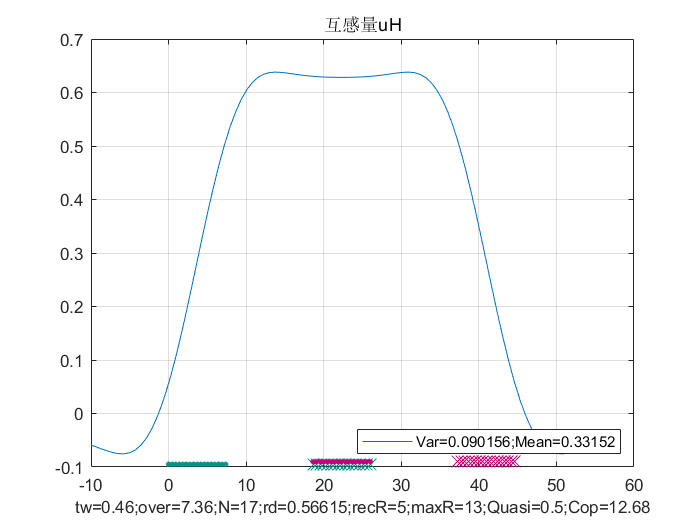 互感量uH
0.7
0.6
0.5
0.4
0.3
0.2
0.1
0
-0.1
Var=0.090156;Mean=0.33152
-10 0 10 20 30 40 50 60
tw=0.46;over=7.36;N=17;rd=0.56615;recR=5;maxR=13;Quasi=0.5;Cop=12.68